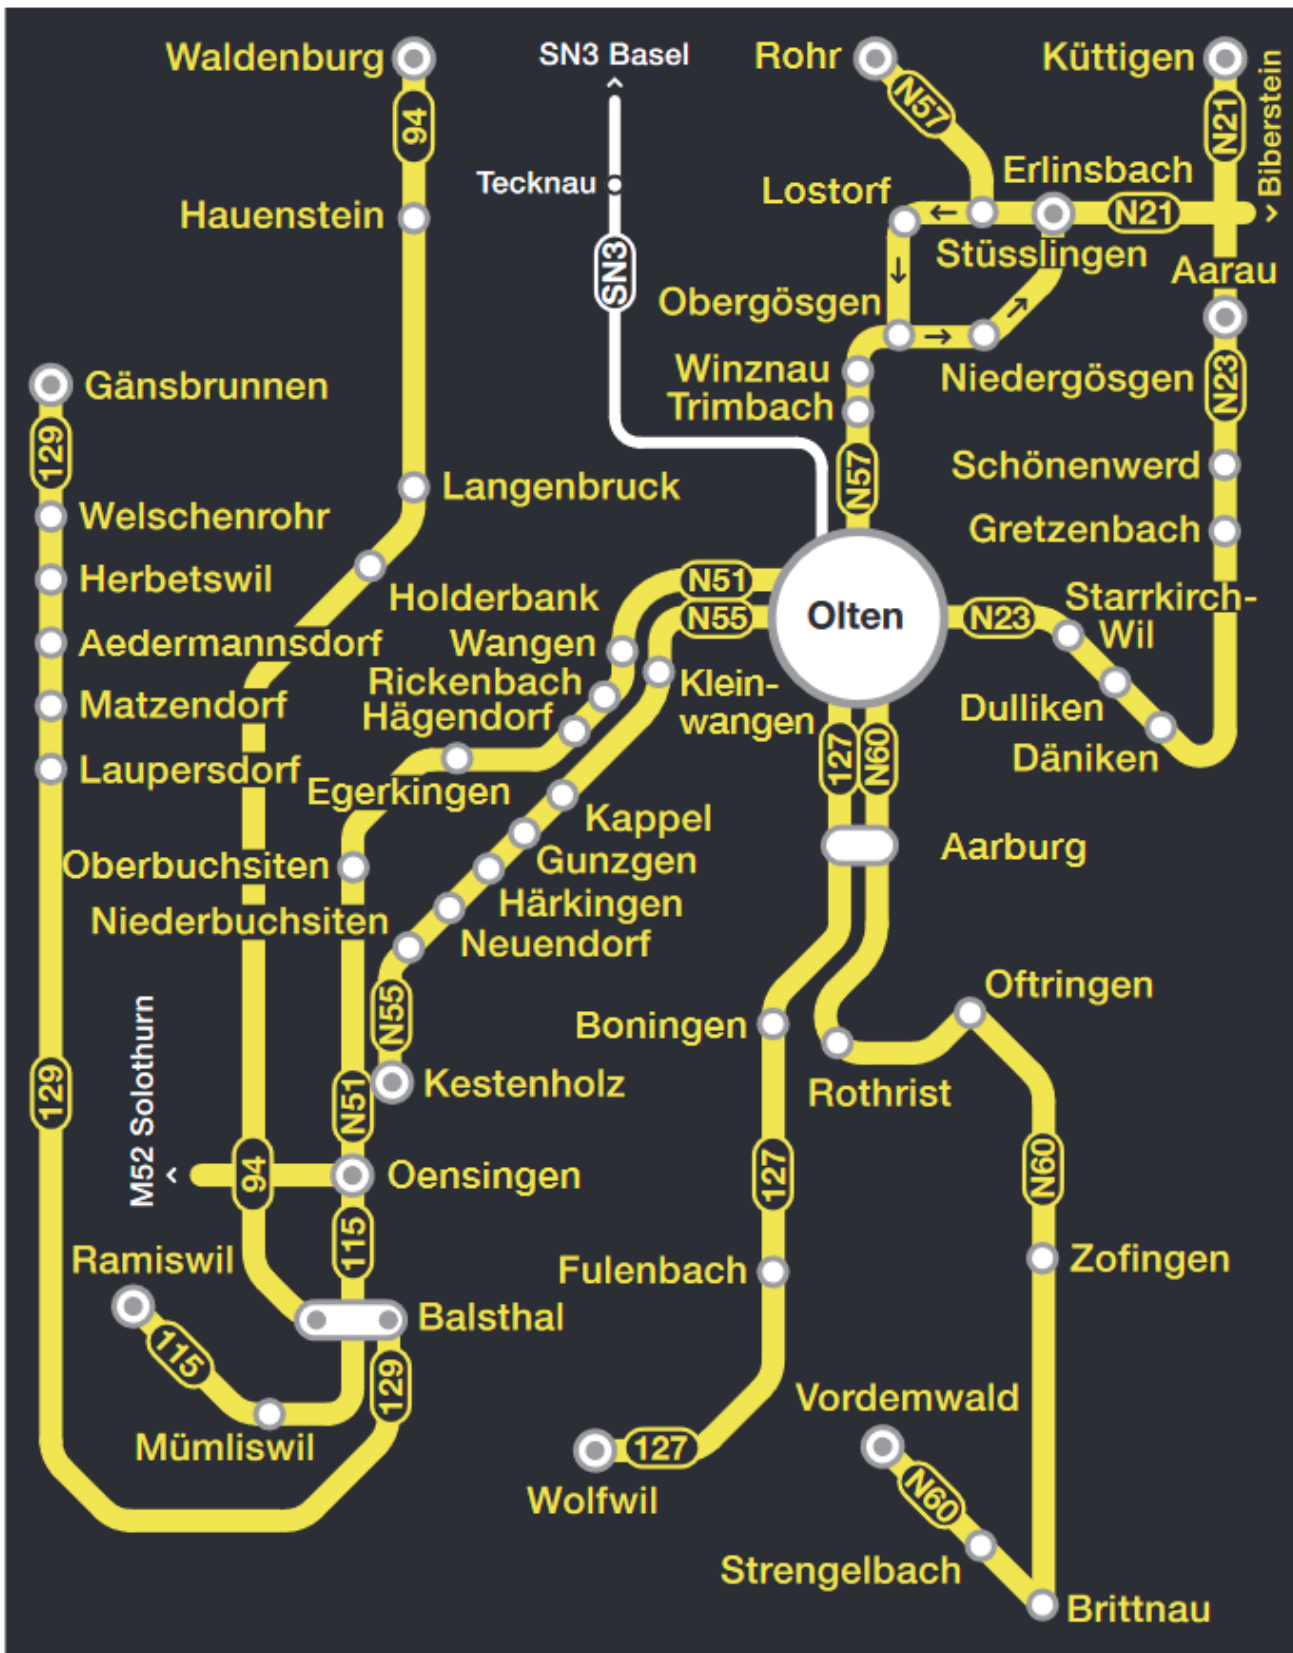 Waldenburg
SN3 Basel
Rohr
Küttigen
94
N57
N21
Biberstein
Tecknau
Erlinsbach
Lostorf
Hauenstein
N21
SN3
Stüsslingen
Aarau
Obergösgen
Winznau
Niedergösgen
N23
Gänsbrunnen
Trimbach
129
N57
Schönenwerd
Langenbruck
Welschenrohr
Gretzenbach
Herbetswil
Holderbank
N51
N55
Olten
N23
Starrkirch-
Wil
Aedermannsdorf
Wangen
Rickenbach
Klein-
wangen
Matzendorf
Hägendorf
Dulliken
Däniken
127
N60
Laupersdorf
Egerkingen
Kappel
Aarburg
Oberbuchsiten
Gunzgen
Härkingen
Niederbuchsiten
Neuendorf
Oftringen
M52 Solothurn
N55
Boningen
Kestenholz
Rothrist
129
N51
94
Oensingen
127
N60
115
Ramiswil
Fulenbach
Zofingen
Balsthal
115
129
Vordemwald
Mümliswil
127
Wolfwil
N60
Strengelbach
Brittnau